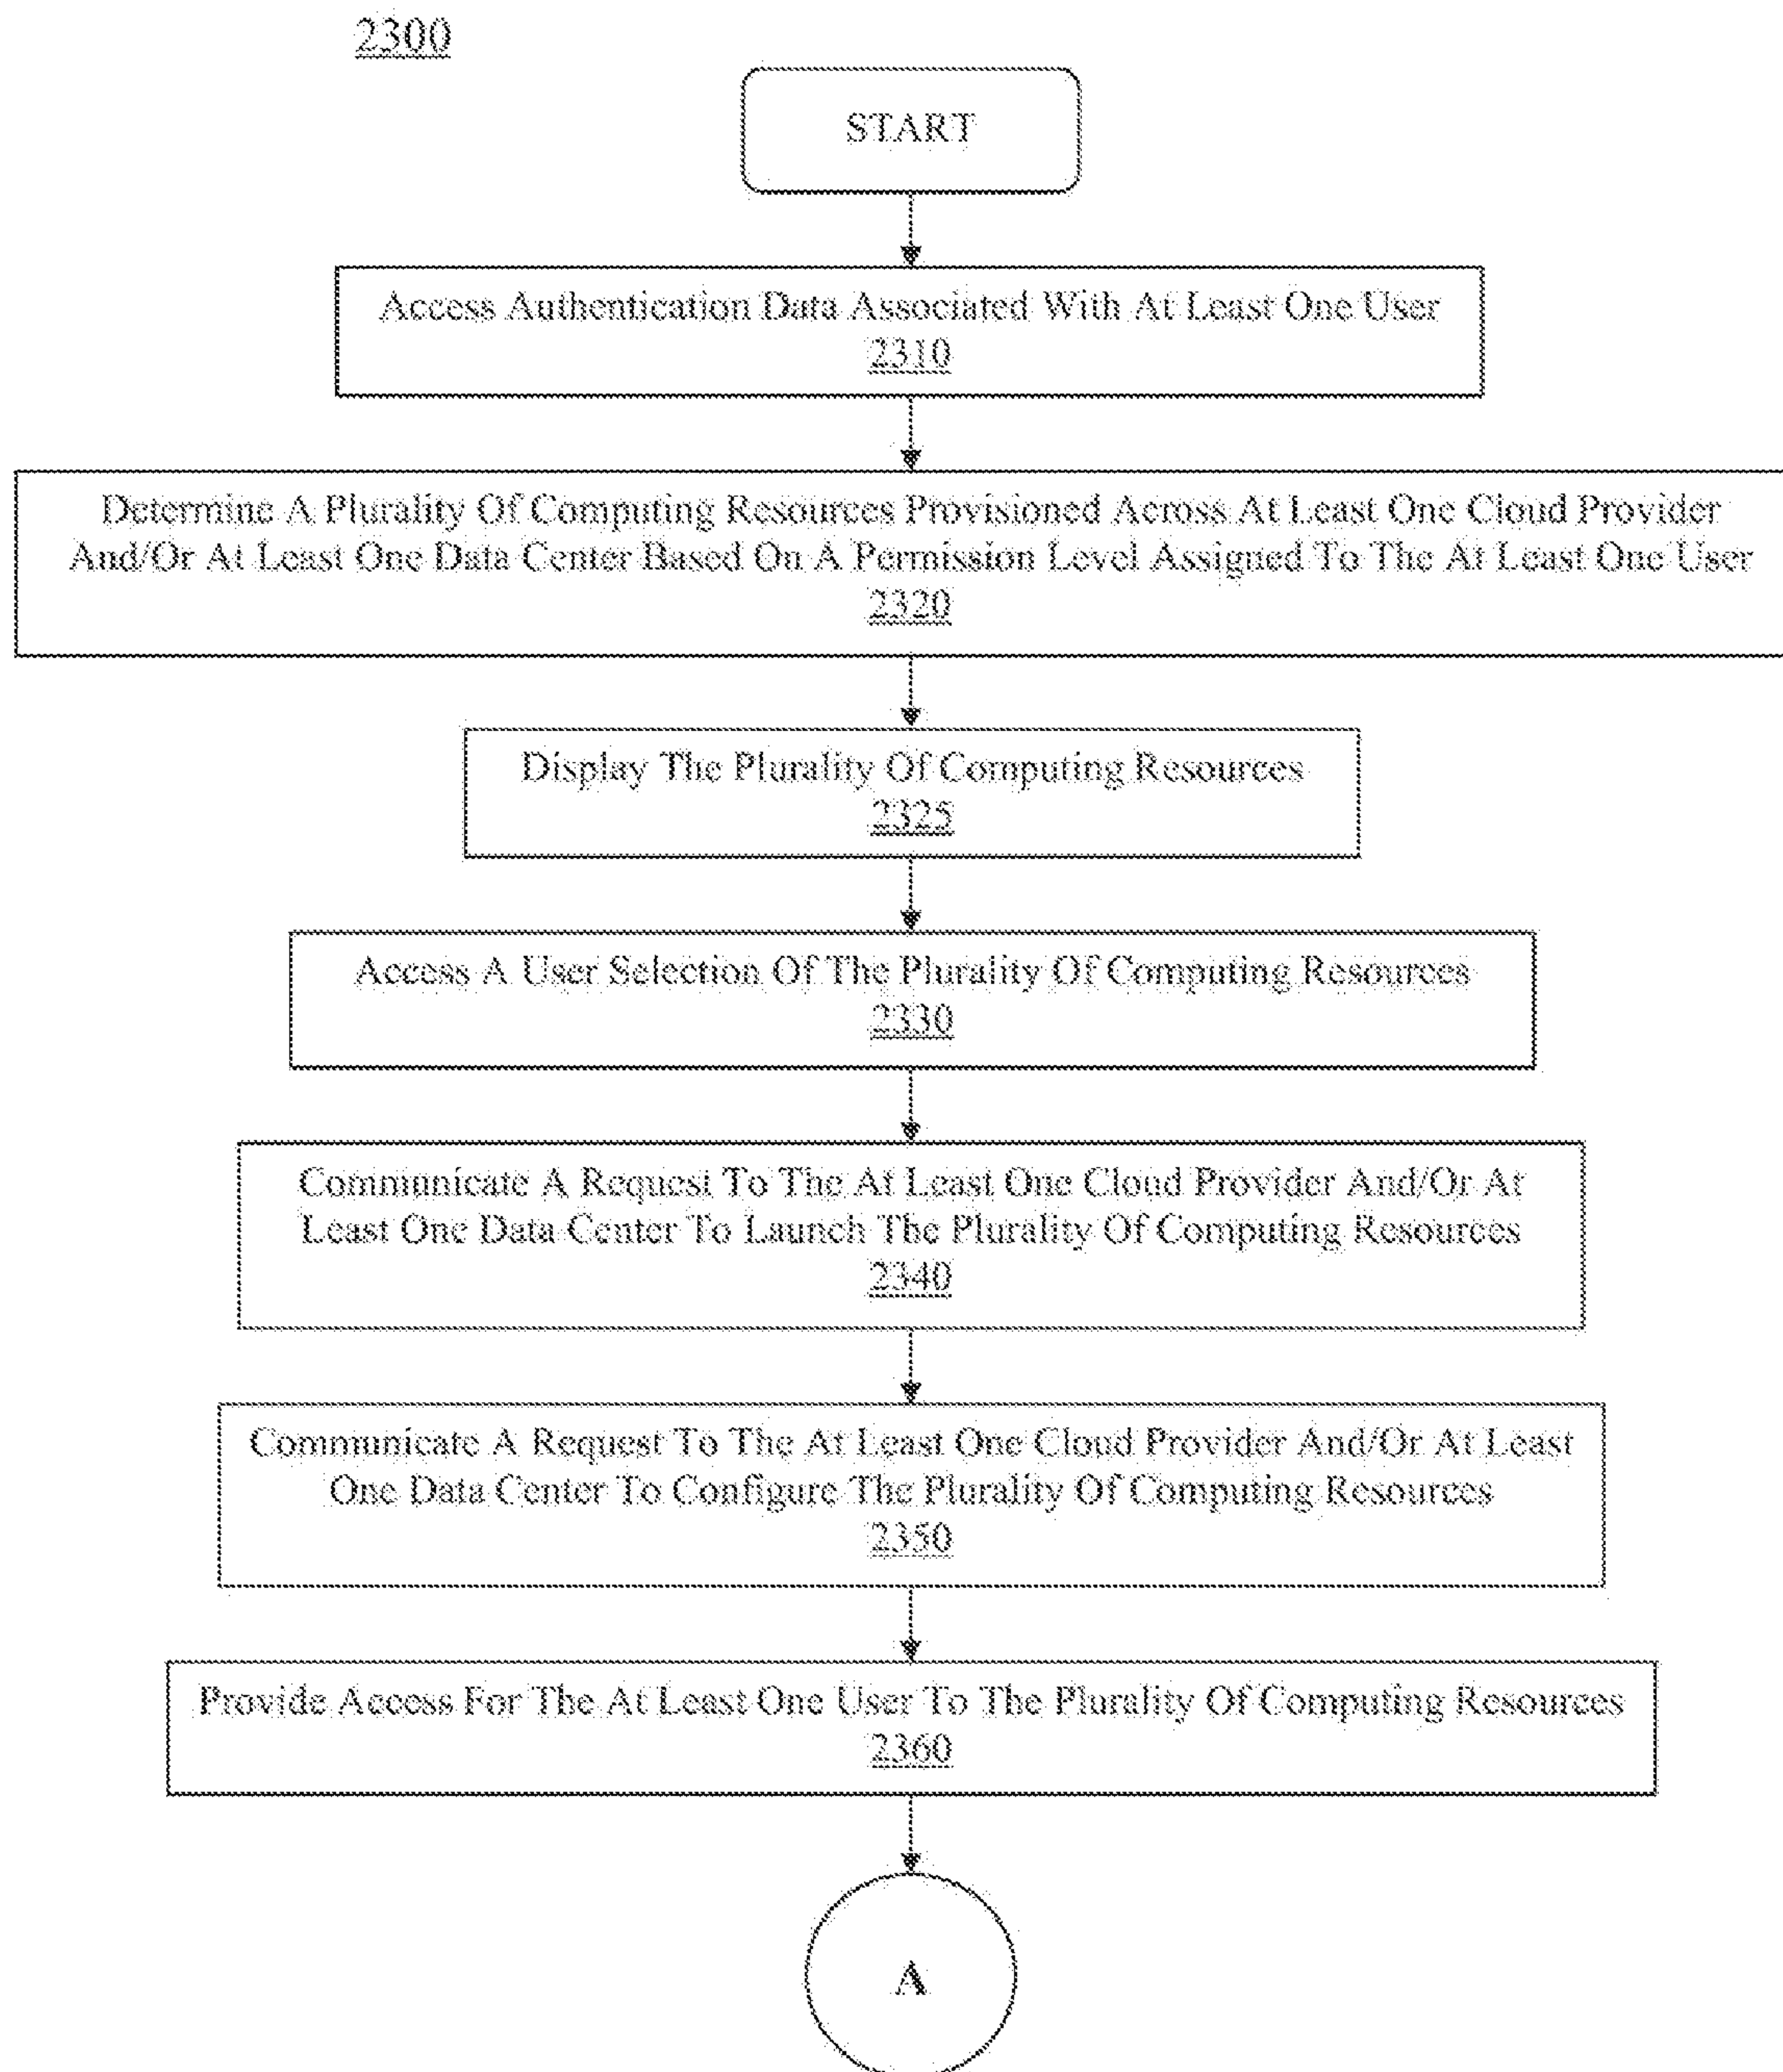 2300
START
Access Authentication Data Associated With At Least One User
2310
Determine A Plurality Of Computing Resources Provisioned Across At Least One Cloud Provider
And/Or At Least One Data Center Based On A Permission Level Assigned To The At Least One User
2320
Display The Plurality Of Computing Resources
2325
Access A User Selection Of The Plurality Of Computing Resources
2330
Communicate A Request To The At Least One Cloud Provider And/Or At
Least One Data Center To Launch The Plurality Of Computing Resources
2340
Communicate A Request To The At Least One Cloud Provider And/Or At Least
One Data Center To Configure The Plurality Of Computing Resources
2350
Provide Access For The At Least One User To The Plurality Of Computing Resources
2360
A